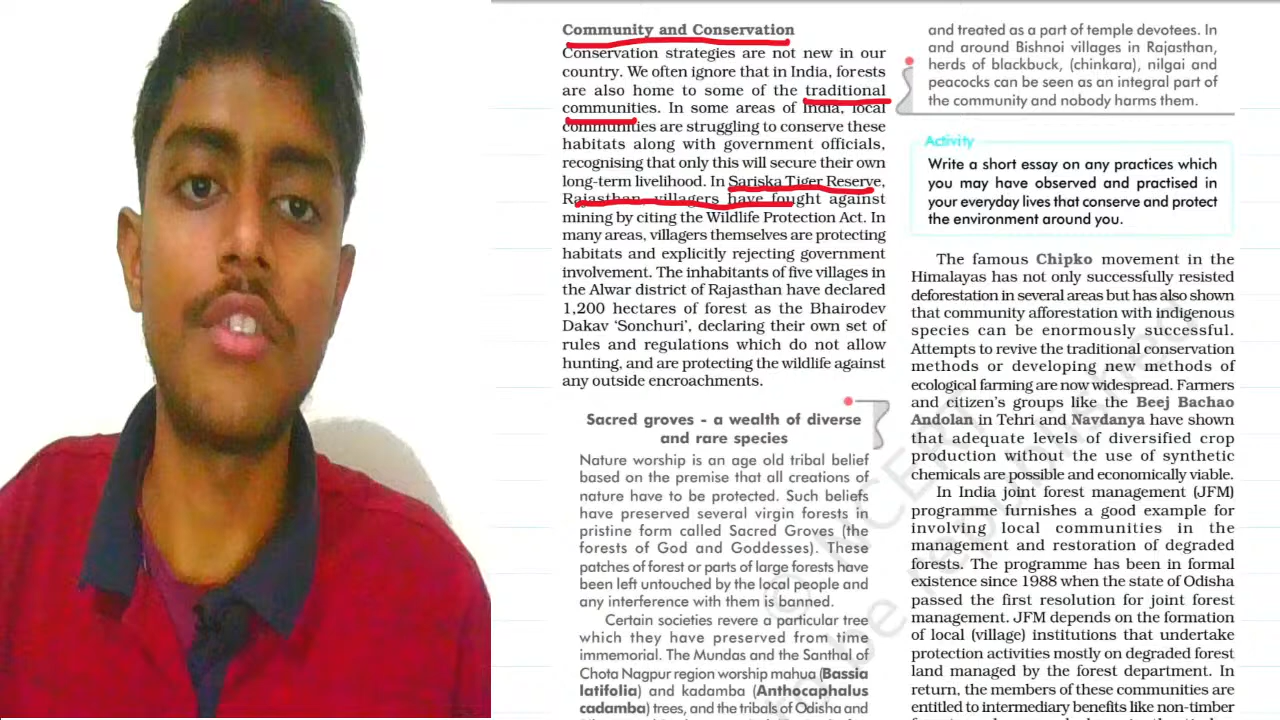 Community and Conservation
Conservation strategies are not new in our
country. We often ignore that in India, forests
are also home to some of the traditional
communities. In some areas of India, local
communities are struggling to conserve these
habitats along with government officials,
recognising that only this will secure their own
long-term livelihood. In Sariska Tiger Reserve,
Rajasthan, villagers have fought against
mining by citing the Wildlife Protection Act. In
many areas, villagers themselves are protecting
habitats and explicitly rejecting government
involvement. The inhabitants of five villages in
the Alwar district of Rajasthan have declared
1,200 hectares of forest as the Bhairodev
Dakav ‘Sonchuri’, declaring their own set of
rules and regulations which do not allow
hunting, and are protecting the wildlife against
any outside encroachments.
Sacred groves - a wealth of diverse
and rare species
Nature worship is an age old tribal belief
based on the premise that all creations of
nature have to be protected. Such beliefs
have preserved several virgin forests in
pristine form called Sacred Groves (the
forests of God and Goddesses). These
patches of forest or parts of large forests have
been left untouched by the local people and
any interference with them is banned.
Certain societies revere a particular tree
which they have preserved from time
immemorial. The Mundas and the Santhal of
Chota Nagpur region worship mahua (Bassia
latifolia) and kadamba (Anthocaphalus
cadamba) trees, and the tribals of Odisha and
and treated as a part of temple devotees. In
and around Bishnoi villages in Rajasthan,
herds of blackbuck, (chinkara), nilgai and
peacocks can be seen as an integral part of
the community and nobody harms them.
Activity
Write a short essay on any practices which
you may have observed and practised in
your everyday lives that conserve and protect
the environment around you.
The famous Chipko movement in the
Himalayas has not only successfully resisted
deforestation in several areas but has also shown
that community afforestation with indigenous
species can be enormously successful.
Attempts to revive the traditional conservation
methods or developing new methods of
ecological farming are now widespread. Farmers
and citizen’s groups like the Beej Bachao
Andolan in Tehri and Navdanya have shown
that adequate levels of diversified crop
production without the use of synthetic
chemicals are possible and economically viable.
In India joint forest management (JFM)
programme furnishes a good example for
involving local communities in the
management and restoration of degraded
forests. The programme has been in formal
existence since 1988 when the state of Odisha
passed the first resolution for joint forest
management. JFM depends on the formation
of local (village) institutions that undertake
protection activities mostly on degraded forest
land managed by the forest department. In
return, the members of these communities are
entitled to intermediary benefits like non-timber
© NCERT
be republished